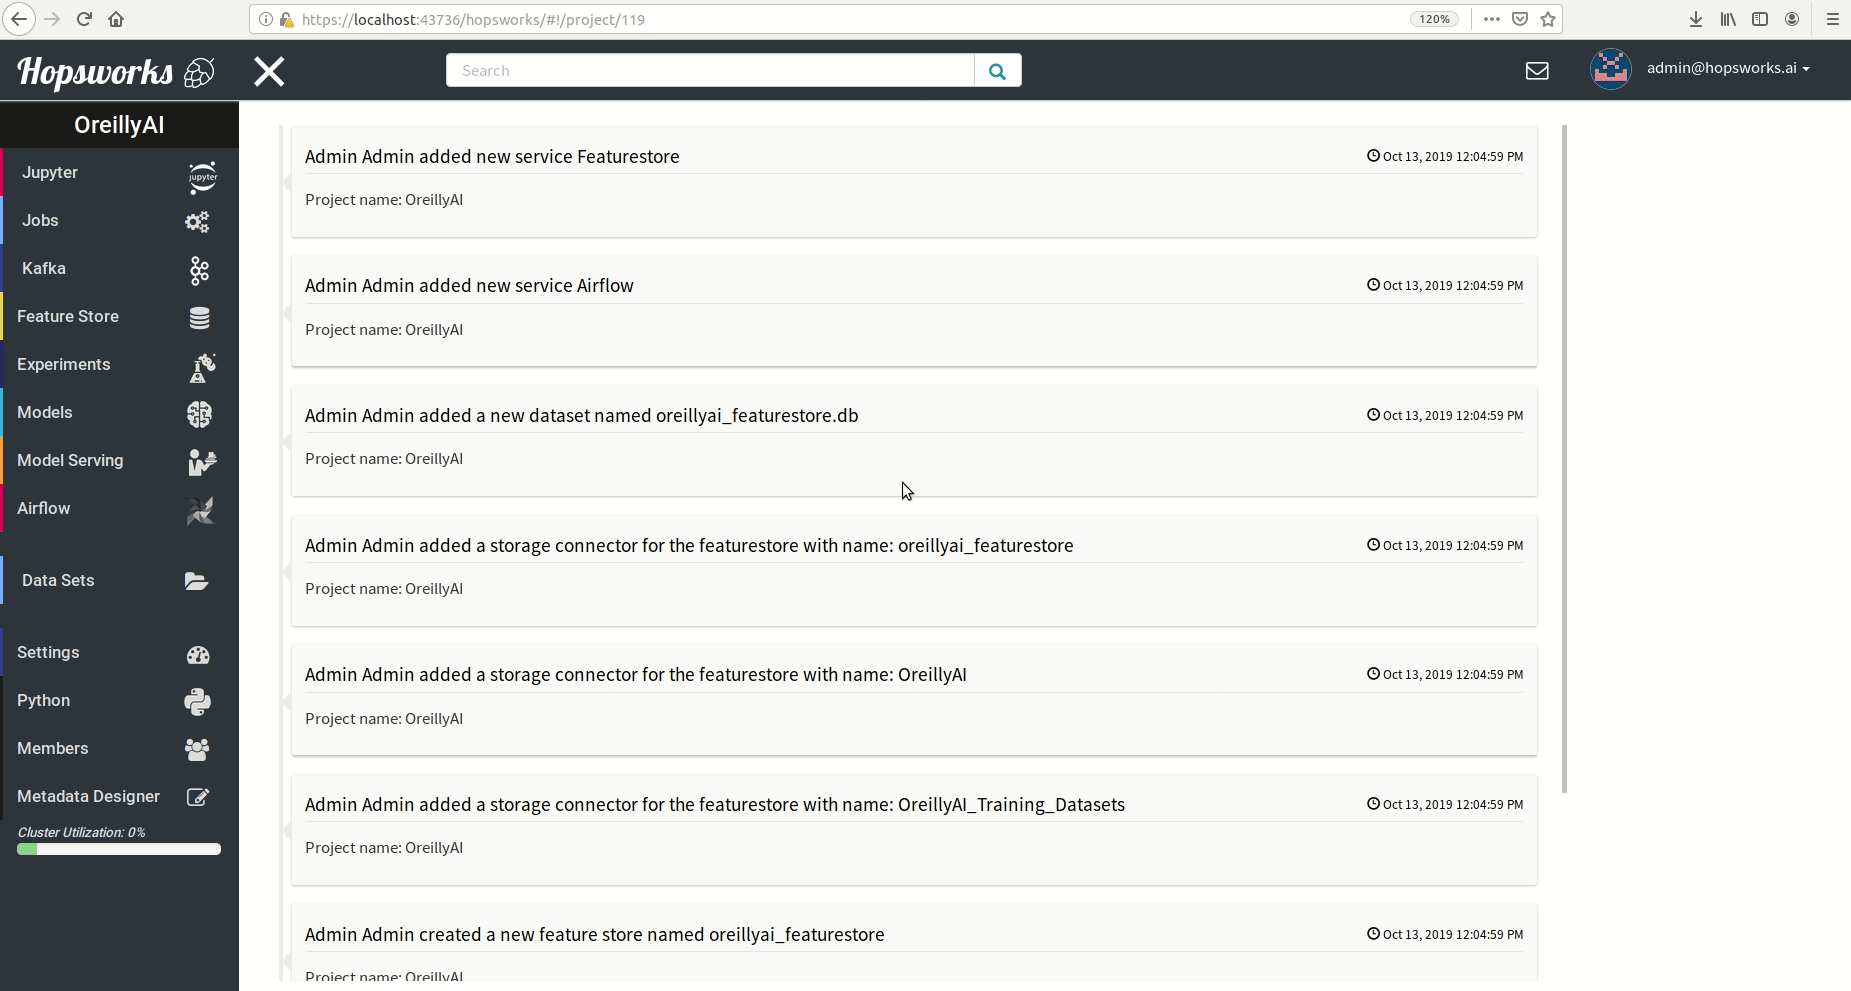 https://localhost:43736/hopsworks/#!/project/119
120%
Hopsworks
Search
admin@hopsworks.ai
OreillyAI
Jupyter
jupyter
Jobs
Kafka
Feature Store
Experiments
Models
Model Serving
Airflow
Data Sets
Settings
Python
Members
Metadata Designer
Cluster Utilization: 0%
Admin Admin added new service Featurestore
Oct 13, 2019 12:04:59 PM
Project name: OreillyAI
Admin Admin added new service Airflow
Oct 13, 2019 12:04:59 PM
Project name: OreillyAI
Admin Admin added a new dataset named oreillyai_featurestore.db
Oct 13, 2019 12:04:59 PM
Project name: OreillyAI
Admin Admin added a storage connector for the featurestore with name: oreillyai_featurestore
Oct 13, 2019 12:04:59 PM
Project name: OreillyAI
Admin Admin added a storage connector for the featurestore with name: OreillyAI
Oct 13, 2019 12:04:59 PM
Project name: OreillyAI
Admin Admin added a storage connector for the featurestore with name: OreillyAI_Training_Datasets
Oct 13, 2019 12:04:59 PM
Project name: OreillyAI
Admin Admin created a new feature store named oreillyai_featurestore
Oct 13, 2019 12:04:59 PM
Project name: OreillyAI